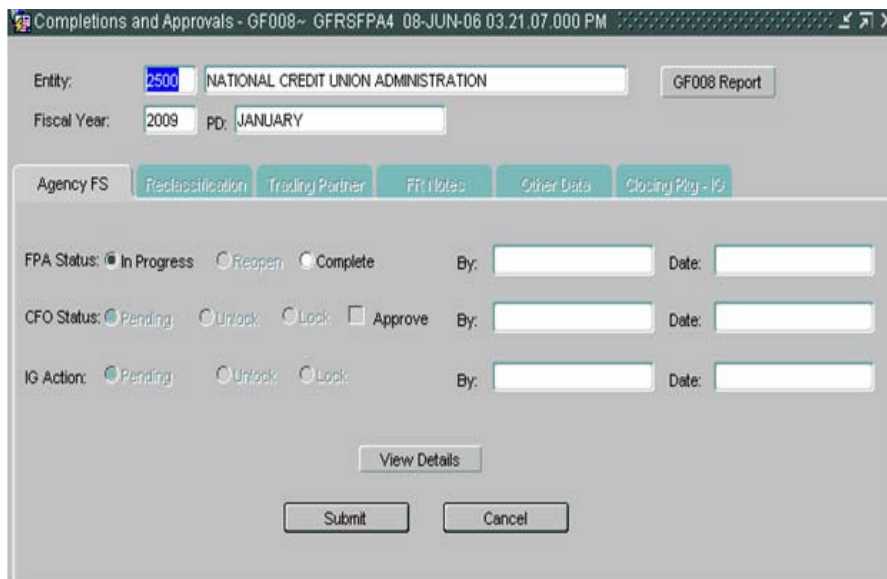 Completions and Approvals - GF008~ GFRSFPA4 08-JUN-06 03.21.07.000 PM
Entity: 2500 NATIONAL CREDIT UNION ADMINISTRATION GF008 Report
Fiscal Year: 2009 PD: JANUARY
Agency FS Reclassification Trading Partner FR Notes Other Data Closing Pkg - IG
FPA Status: In Progress Reopen Complete By: Date:
CFO Status: Pending Unlock Lock Approve By: Date:
IG Action: Pending Unlock Lock By: Date:
View Details
Submit Cancel